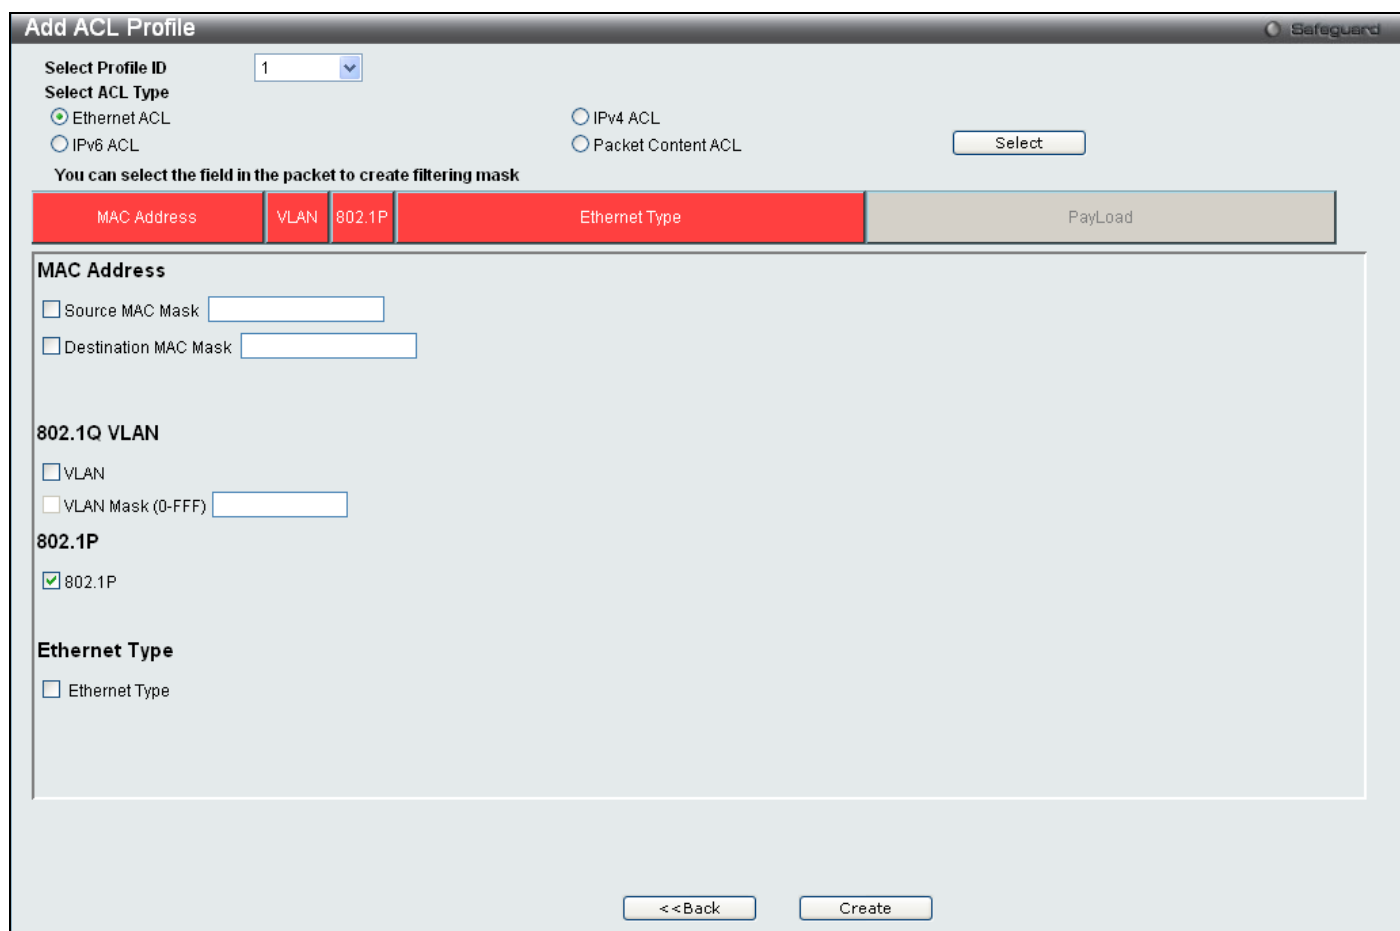 Add ACL Profile
Safeguard
Select Profile ID 1
Select ACL Type
Ethernet ACL IPv4 ACL
IPv6 ACL Packet Content ACL Select
You can select the field in the packet to create filtering mask
MAC Address VLAN 802.1P Ethernet Type PayLoad
MAC Address
Source MAC Mask
Destination MAC Mask
802.1Q VLAN
VLAN
VLAN Mask (0-FFF)
802.1P
802.1P
Ethernet Type
Ethernet Type
<<Back Create